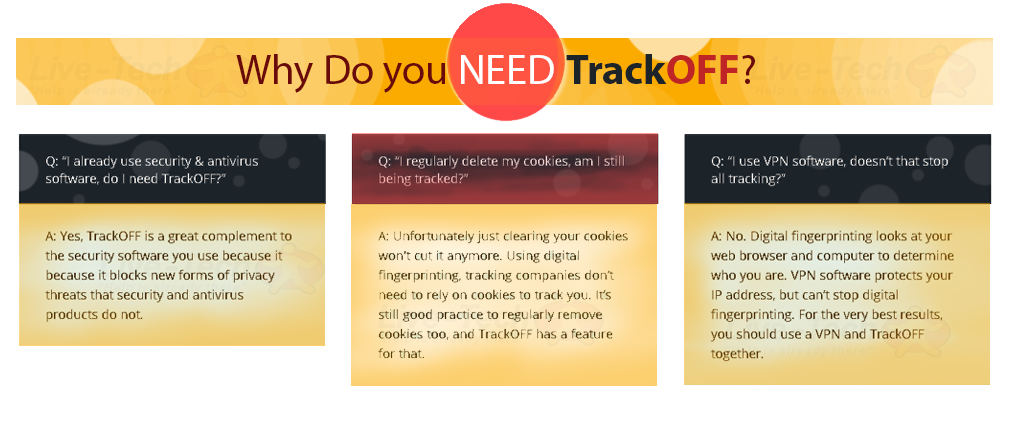 Why Do you NEED TrackOFF?
Live-Tech
Live-Tech
Q: “I already use security & antivirus
software, do I need TrackOFF?”
A: Yes, TrackOFF is a great complement to
the security software you use because it
because it blocks new forms of privacy
threats that security and antivirus
products do not.
Q: “I regularly delete my cookies, am I still
being tracked?”
A: Unfortunately just clearing your cookies
won’t cut it anymore. Using digital
fingerprinting, tracking companies don’t
need to rely on cookies to track you. It’s
still good practice to regularly remove
cookies too, and TrackOFF has a feature
for that.
Q: “I use VPN software, doesn’t that stop
all tracking?”
A: No. Digital fingerprinting looks at your
web browser and computer to determine
who you are. VPN software protects your
IP address, but can’t stop digital
fingerprinting. For the very best results,
you should use a VPN and TrackOFF
together.